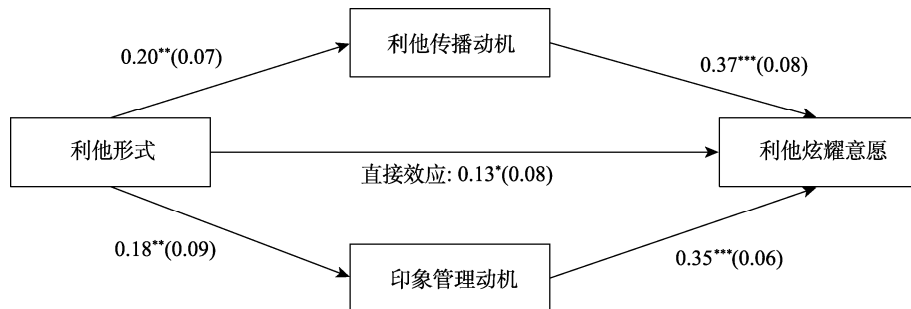 利他传播动机
0.20**(0.07)
0.37***(0.08)
利他形式
利他炫耀意愿
直接效应: 0.13*(0.08)
0.18**(0.09)
0.35***(0.06)
印象管理动机